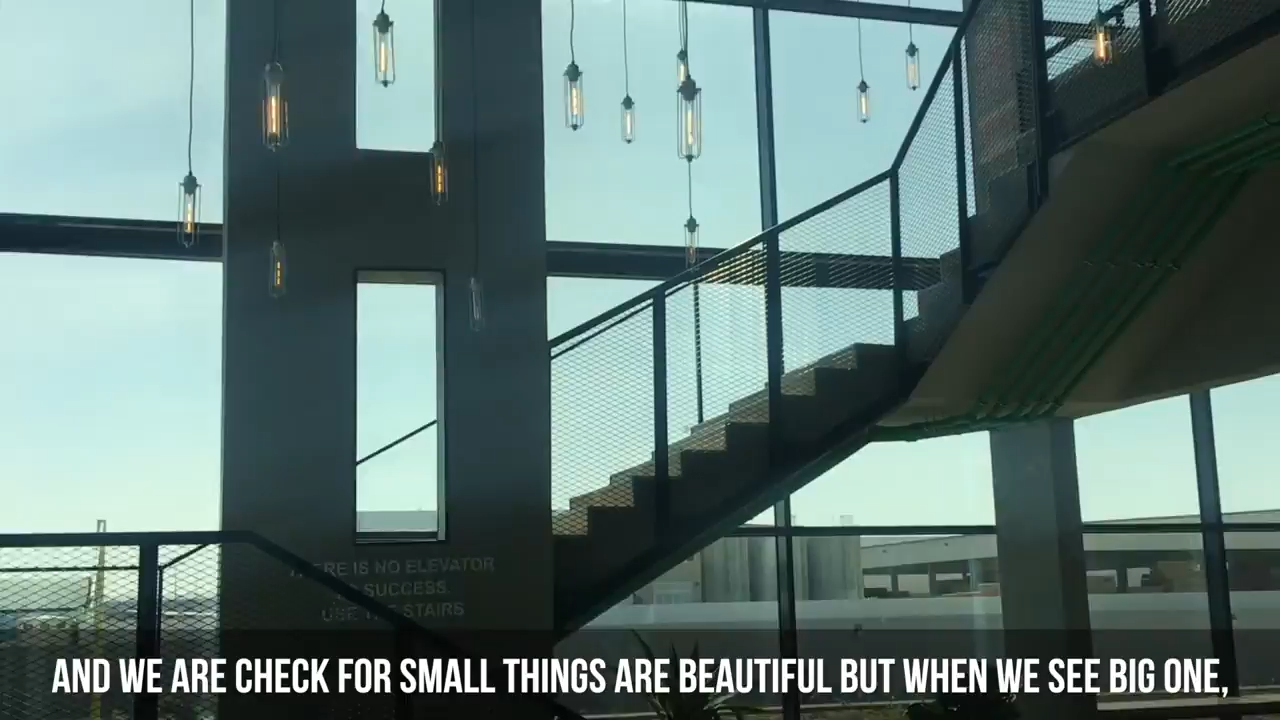 IS NO ELEVATOR
SUCCESS.
USE STAIRS
AND WE ARE CHECK FOR SMALL THINGS ARE BEAUTIFUL BUT WHEN WE SEE BIG ONE,